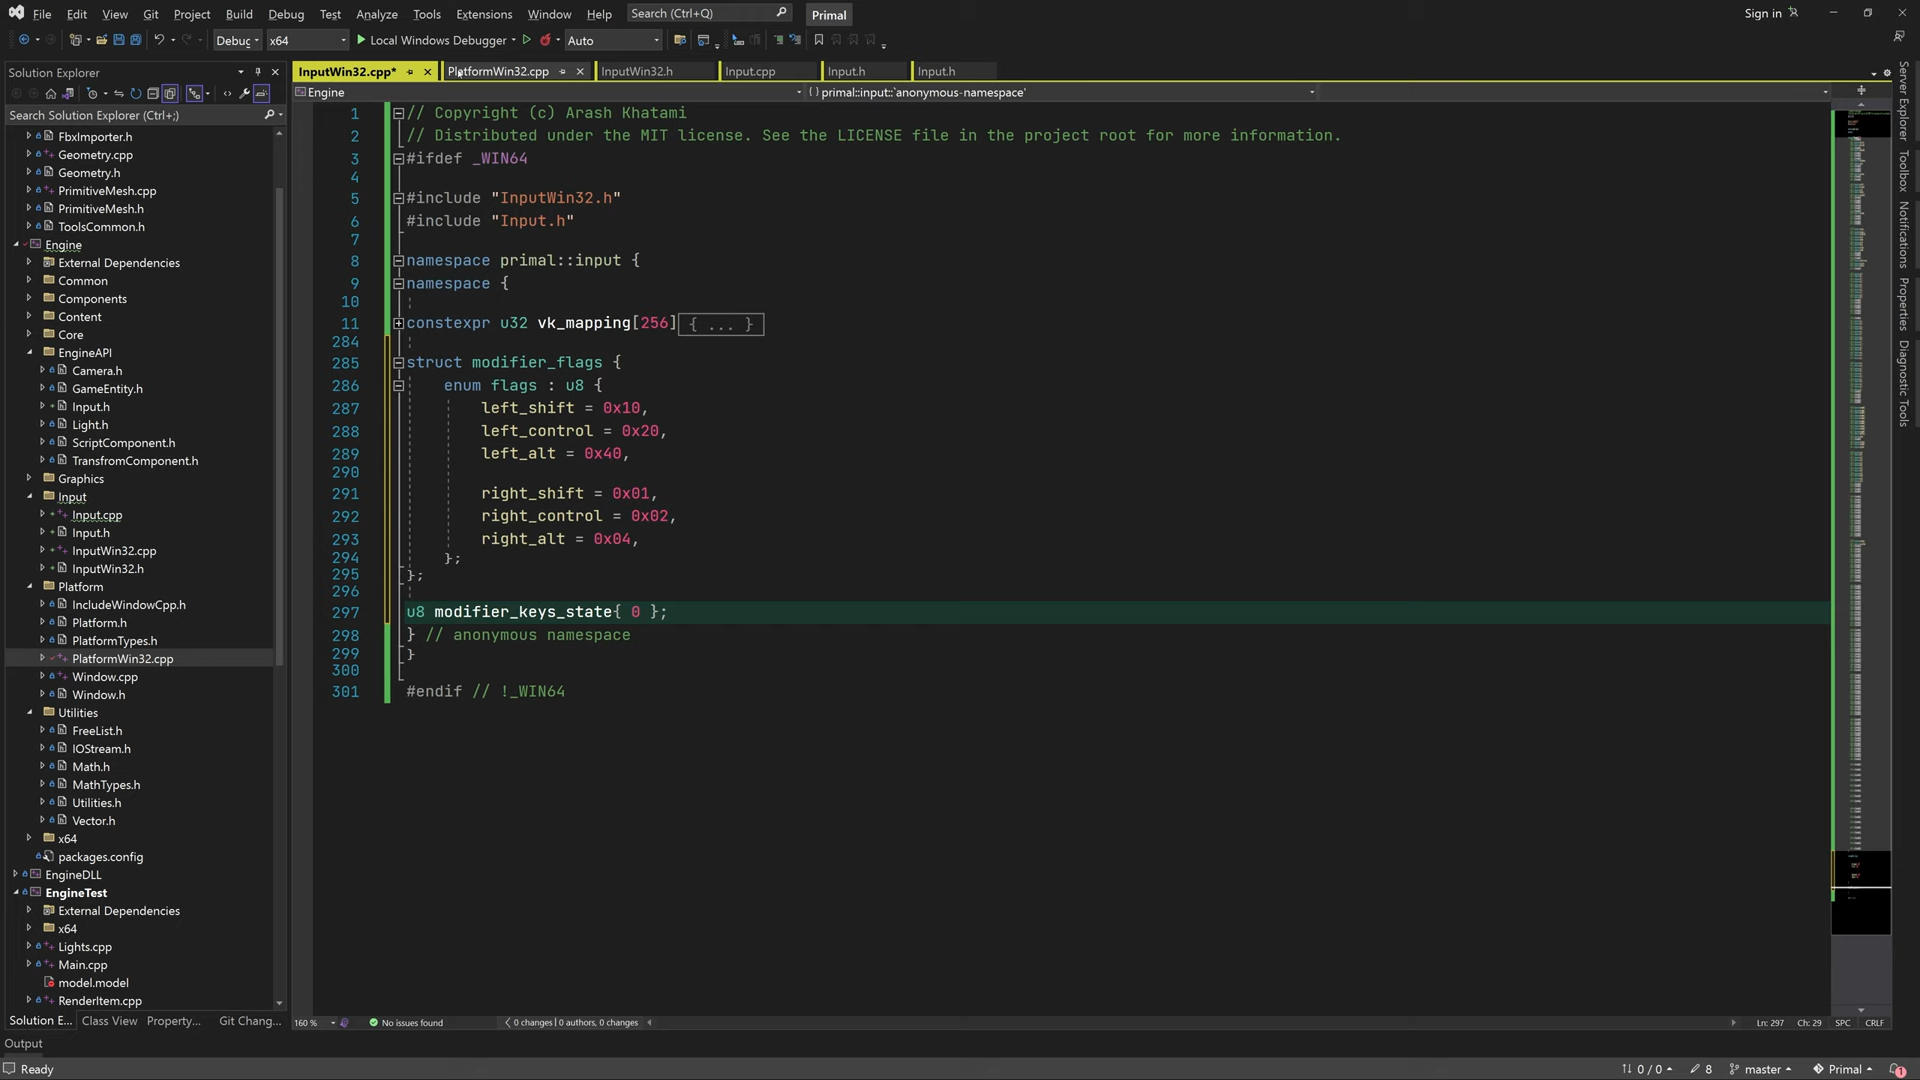 File Edit View Git Project Build Debug Test Analyze Tools Extensions Window Help Search (Ctrl+Q) Primal Sign in
Debug x64 Local Windows Debugger Auto
Solution Explorer
Search Solution Explorer (Ctrl+;)
FbxImporter.h
Geometry.cpp
Geometry.h
PrimitiveMesh.cpp
PrimitiveMesh.h
ToolsCommon.h
Engine
External Dependencies
Common
Components
Content
Core
EngineAPI
Camera.h
GameEntity.h
Input.h
Light.h
ScriptComponent.h
TransfromComponent.h
Graphics
Input
Input.cpp
Input.h
InputWin32.cpp
InputWin32.h
Platform
IncludeWindowCpp.h
Platform.h
PlatformTypes.h
PlatformWin32.cpp
Window.cpp
Window.h
Utilities
FreeList.h
IOStream.h
Math.h
MathTypes.h
Utilities.h
Vector.h
x64
packages.config
EngineDLL
EngineTest
External Dependencies
x64
Lights.cpp
Main.cpp
model.model
RenderItem.cpp
Solution E... Class View Property... Git Chang...
InputWin32.cpp* PlatformWin32.cpp InputWin32.h Input.cpp Input.h Input.h
Engine {} primal::input::`anonymous-namespace'
1 // Copyright (c) Arash Khatami
2 // Distributed under the MIT license. See the LICENSE file in the project root for more information.
3 #ifdef _WIN64
4
5 #include "InputWin32.h"
6 #include "Input.h"
7
8 namespace primal::input {
9 namespace {
10
11 constexpr u32 vk_mapping[256] { ... }
284
285 struct modifier_flags {
286 enum flags : u8 {
287 left_shift = 0x10,
288 left_control = 0x20,
289 left_alt = 0x40,
290
291 right_shift = 0x01,
292 right_control = 0x02,
293 right_alt = 0x04,
294 };
295 };
296
297 u8 modifier_keys_state{ 0 };
298 } // anonymous namespace
299 }
300
301 #endif // !_WIN64
160 % No issues found 0 changes | 0 authors, 0 changes Ln: 297 Ch: 29 SPC CRLF
Server Explorer
Toolbox
Notifications
Properties
Diagnostic Tools
Output
Ready 0 / 0 8 master Primal 1